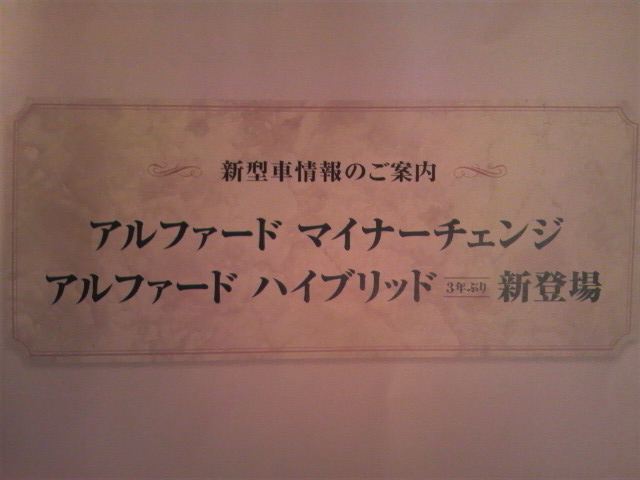 新型車情報のご案内
アルファード マイナーチェンジ
アルファード ハイブリッド 3年ぶり 新登場